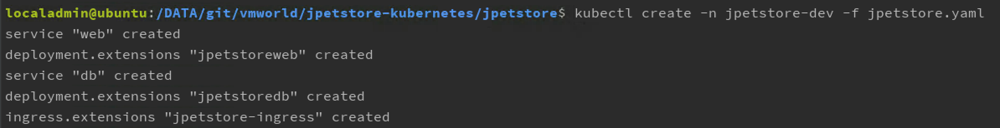 localadmin@ubuntu:/DATA/git/vmworld/jpetstore-kubernetes/jpetstore$ kubectl create -n jpetstore-dev -f jpetstore.yaml
service "web" created
deployment.extensions "jpetstoreweb" created
service "db" created
deployment.extensions "jpetstoredb" created
ingress.extensions "jpetstore-ingress" created